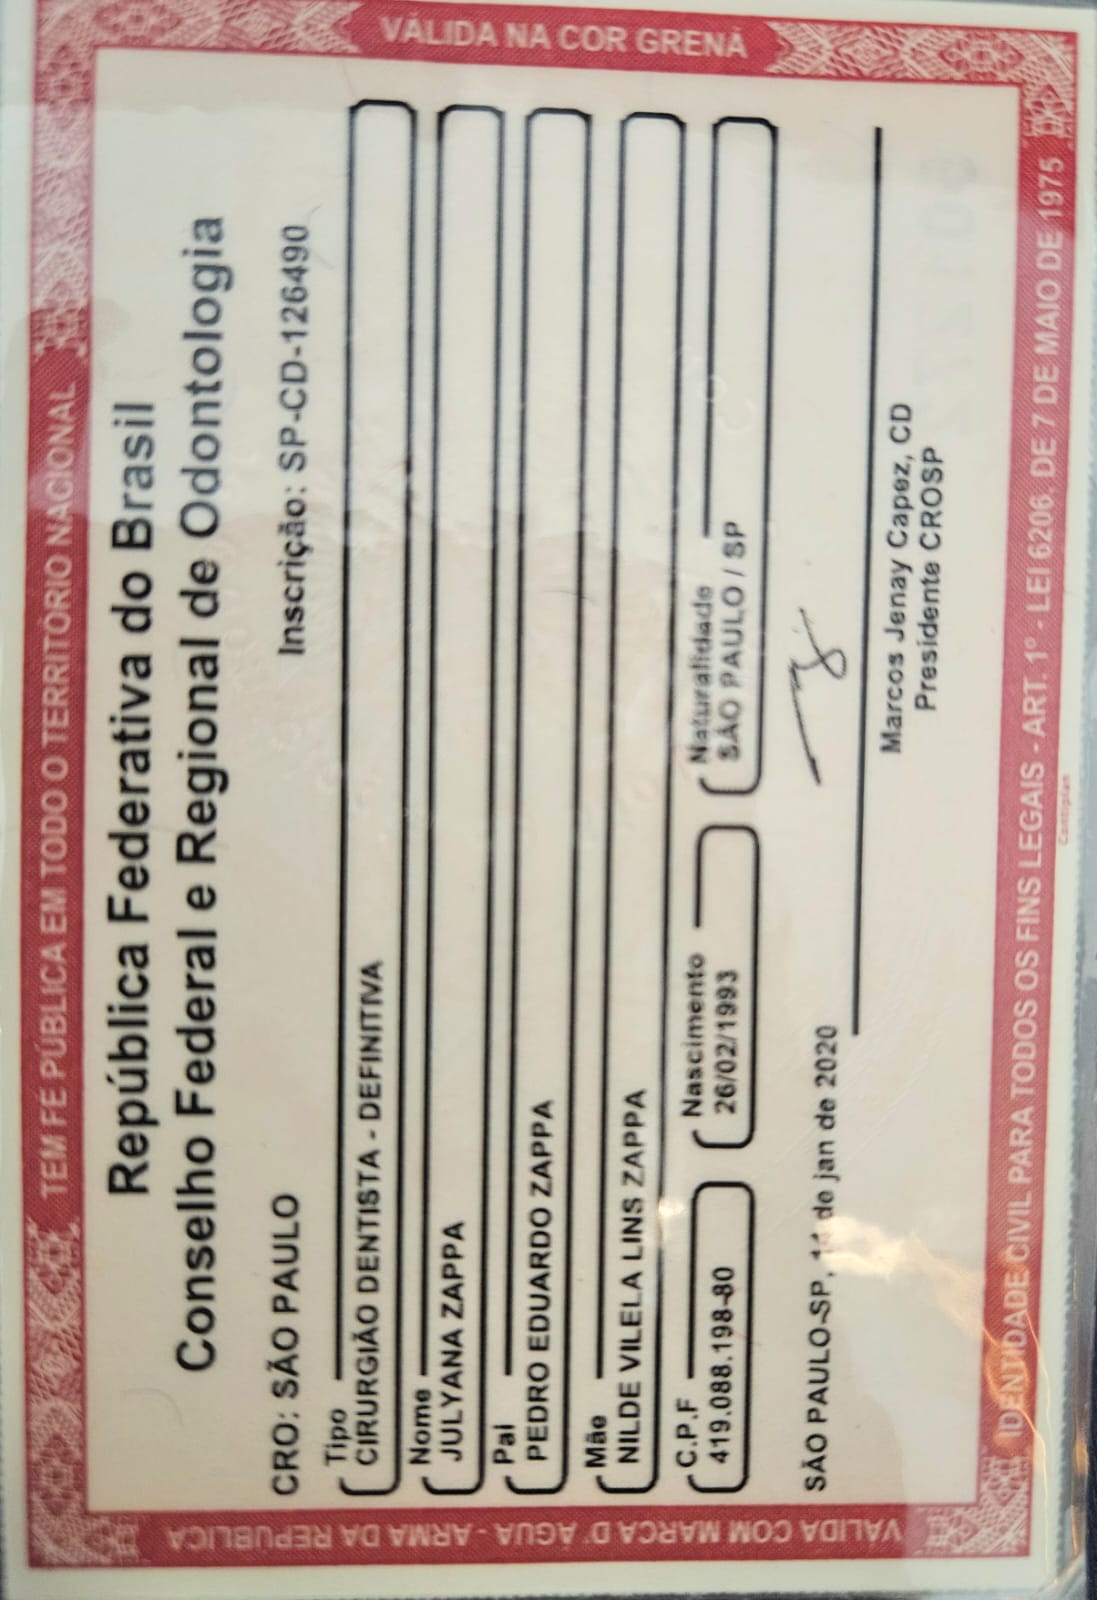 VÁLIDA NA COR GRENÁ
TEM FÉ PÚBLICA EM TODO O TERRITÓRIO NACIONAL
República Federativa do Brasil
Conselho Federal e Regional de Odontologia
CRO: SÃO PAULO Inscrição: SP-CD-126490
Tipo
CIRURGIÃO DENTISTA - DEFINITIVA
Nome
JULYANA ZAPPA
Pai
PEDRO EDUARDO ZAPPA
Mãe
NILDE VILELA LINS ZAPPA
C.P.F Nascimento Naturalidade
419.088.198-80 26/02/1993 SÃO PAULO / SP
SÃO PAULO-SP, de jan de 2020
Marcos Jenay Capez, CD
Presidente CROSP
IDENTIDADE CIVIL PARA TODOS OS FINS LEGAIS - ART. 1º - LEI 6206, DE 7 DE MAIO DE 1975
VÁLIDA COM MARCA D'ÁGUA - ARMA DA REPÚBLICA